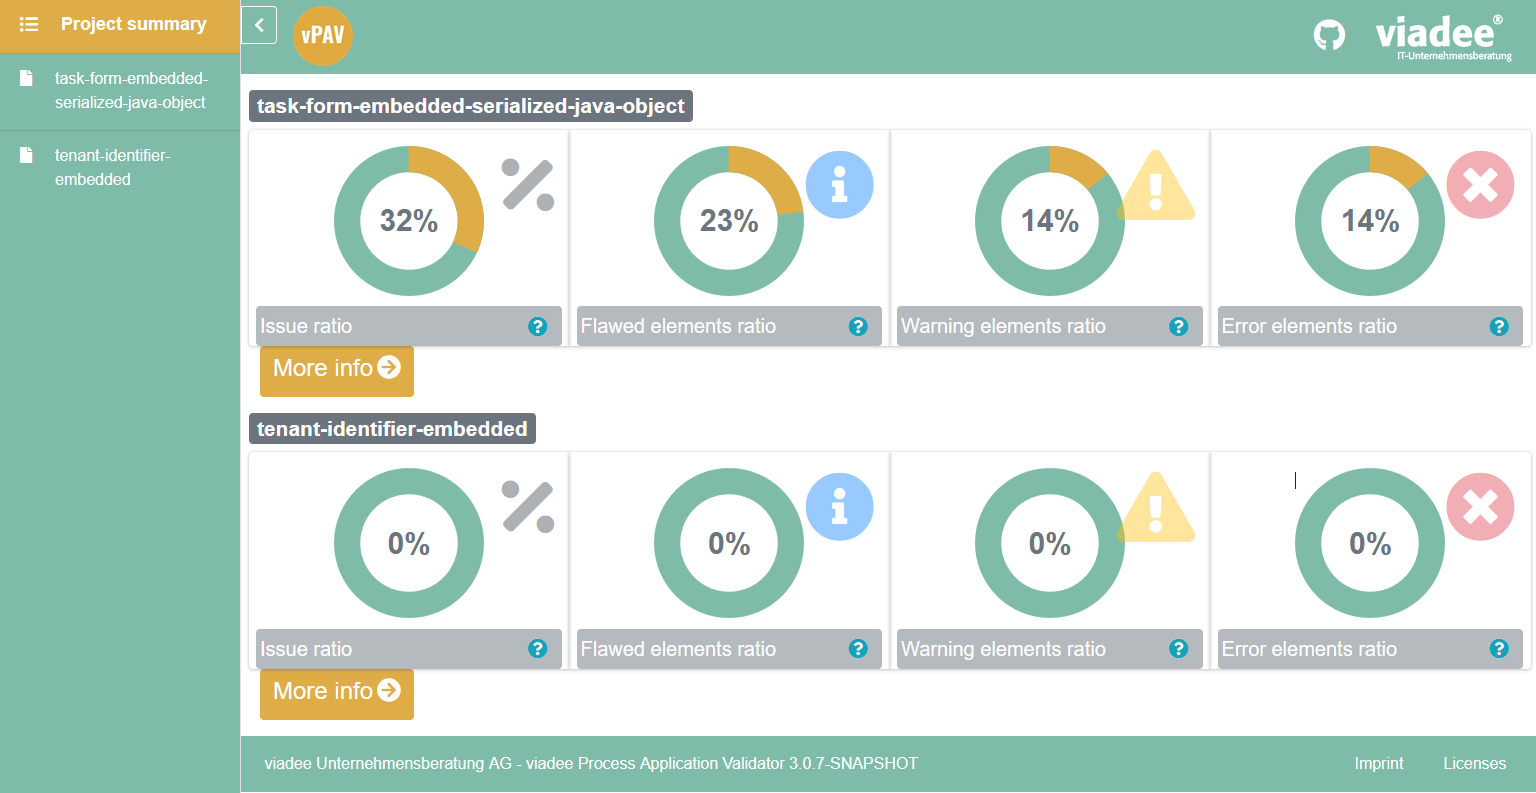 Project summary
task-form-embedded-
serialized-java-object
tenant-identifier-
embedded
vPAV
viadee®
IT-Unternehmensberatung
task-form-embedded-serialized-java-object
32%
23%
14%
14%
Issue ratio ?
Flawed elements ratio ?
Warning elements ratio ?
Error elements ratio ?
More info
tenant-identifier-embedded
0%
0%
0%
0%
Issue ratio ?
Flawed elements ratio ?
Warning elements ratio ?
Error elements ratio ?
More info
viadee Unternehmensberatung AG - viadee Process Application Validator 3.0.7-SNAPSHOT
Imprint
Licenses